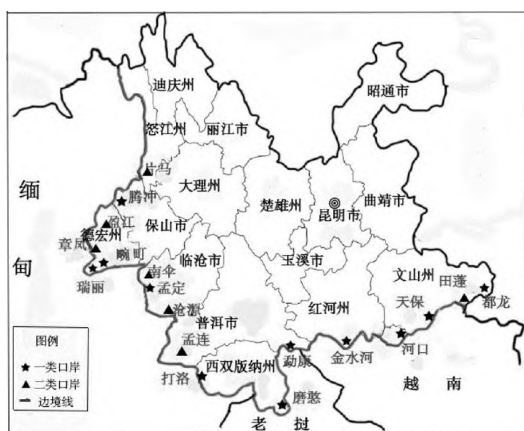 迪庆州
昭通市
怒江州
丽江市
片马
大理州
缅
腾冲
楚雄州
昆明市
曲靖市
盈江
保山市
德宏州
章凤
畹町
甸
瑞丽
临沧市
玉溪市
南伞
孟定
文山州
田蓬
都龙
沧源
普洱市
红河州
天保
孟连
勐康
金水河
河口
西双版纳州
打洛
越 南
磨憨
老 挝
图例
一类口岸
二类口岸
边境线